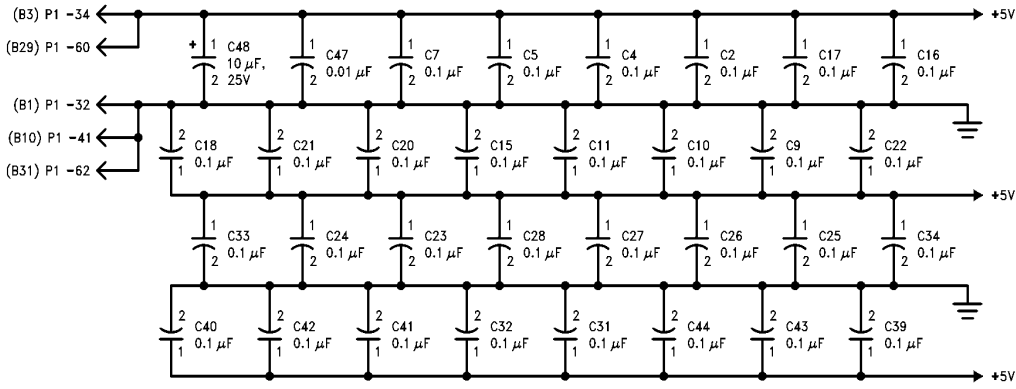 (B3) P1 -34
+5V
(B29) P1 -60
+ 1 C48 10 µF, 25V 2
1 C47 0.01 µF 2
1 C7 0.1 µF 2
1 C5 0.1 µF 2
1 C4 0.1 µF 2
1 C2 0.1 µF 2
1 C17 0.1 µF 2
1 C16 0.1 µF 2
(B1) P1 -32
(B10) P1 -41
(B31) P1 -62
2 C18 0.1 µF 1
2 C21 0.1 µF 1
2 C20 0.1 µF 1
2 C15 0.1 µF 1
2 C11 0.1 µF 1
2 C10 0.1 µF 1
2 C9 0.1 µF 1
2 C22 0.1 µF 1
+5V
1 C33 0.1 µF 2
1 C24 0.1 µF 2
1 C23 0.1 µF 2
1 C28 0.1 µF 2
1 C27 0.1 µF 2
1 C26 0.1 µF 2
1 C25 0.1 µF 2
1 C34 0.1 µF 2
2 C40 0.1 µF 1
2 C42 0.1 µF 1
2 C41 0.1 µF 1
2 C32 0.1 µF 1
2 C31 0.1 µF 1
2 C44 0.1 µF 1
2 C43 0.1 µF 1
2 C39 0.1 µF 1
+5V